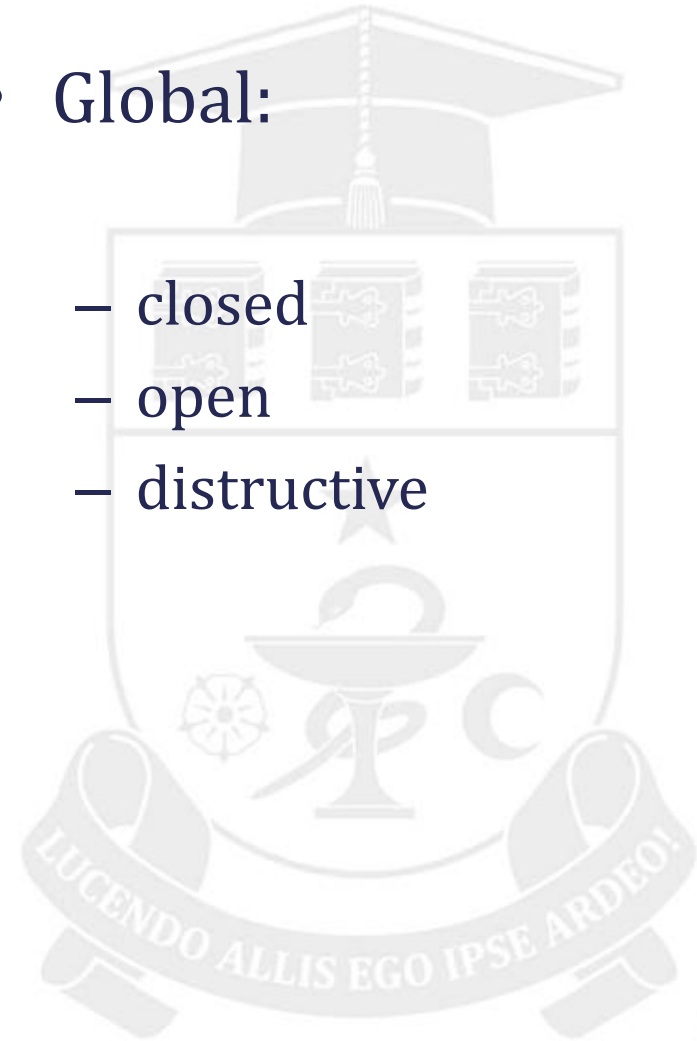 • Global:
– closed
– open
– distructive
LUCENDO ALLIS EGO IPSE ARDEO!